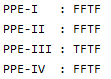 PPE-I   : FFTF
PPE-II  : FFTF
PPE-III : TFTF
PPE-IV  : FFTF